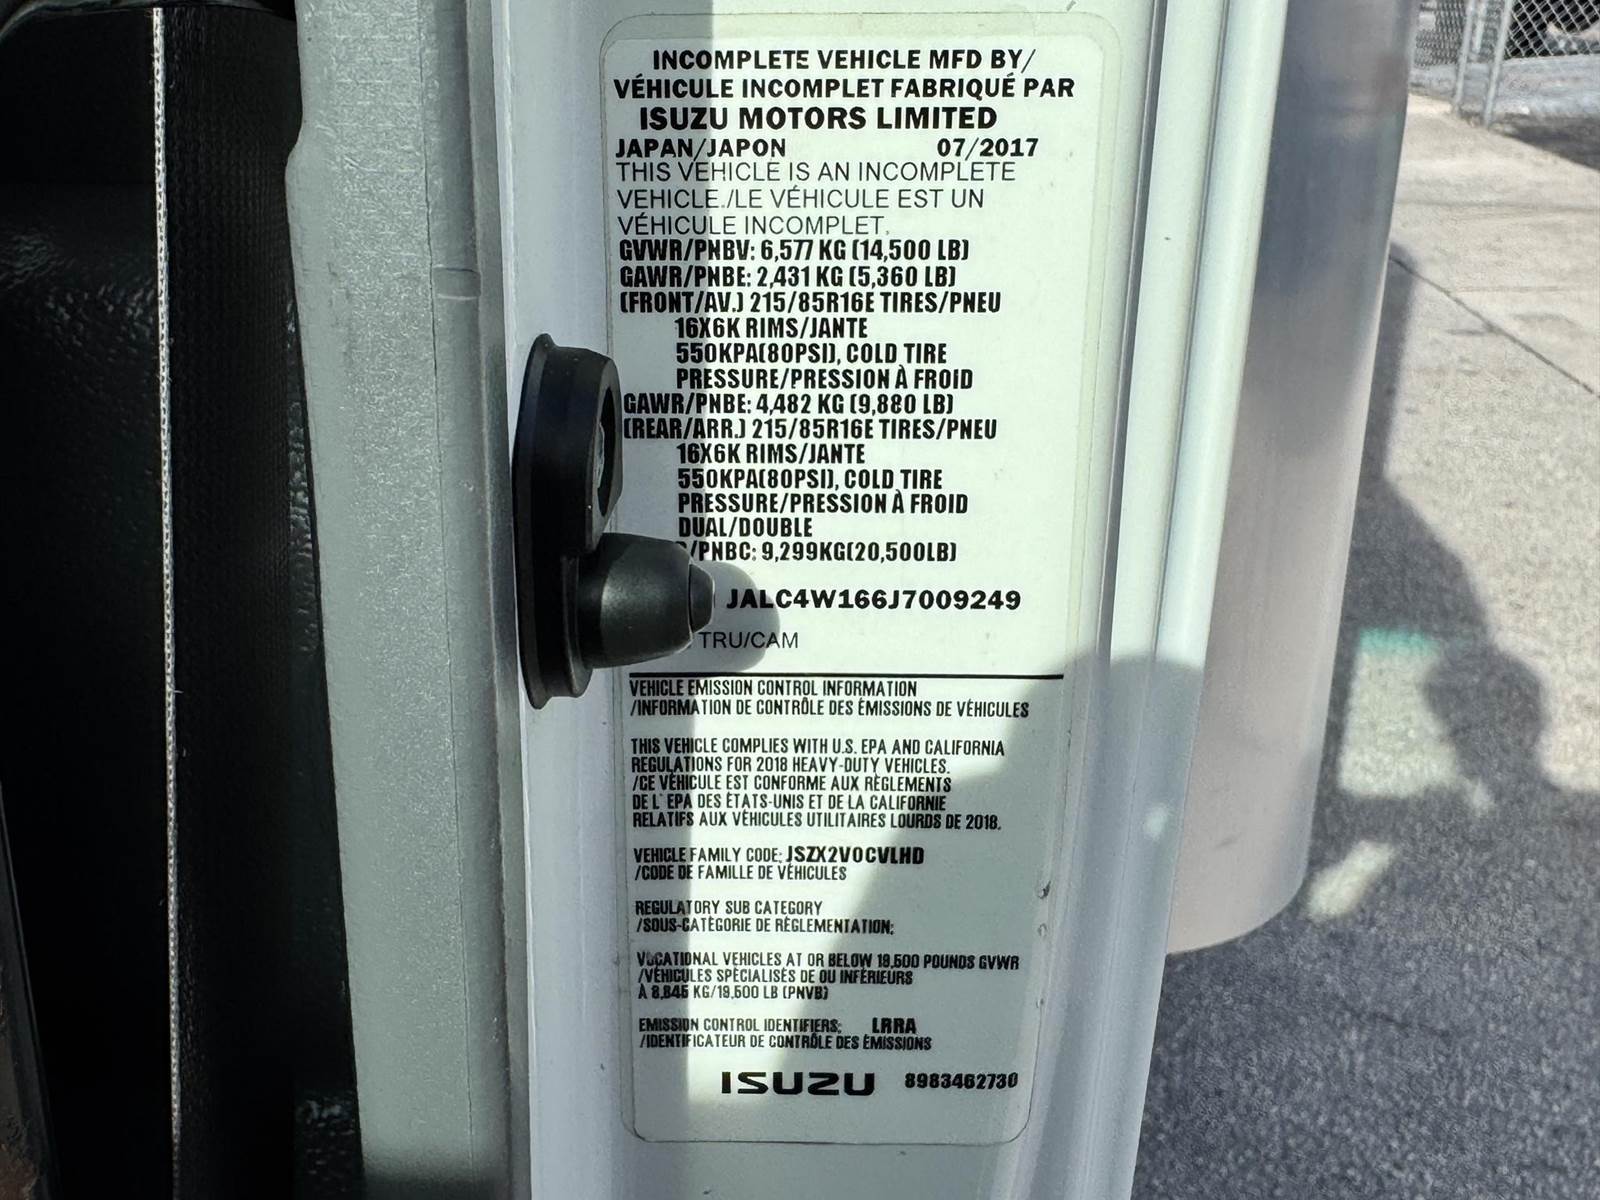 INCOMPLETE VEHICLE MFD BY/
VÉHICULE INCOMPLET FABRIQUÉ PAR
ISUZU MOTORS LIMITED
JAPAN/JAPON 07/2017
THIS VEHICLE IS AN INCOMPLETE
VEHICLE./LE VÉHICULE EST UN
VÉHICULE INCOMPLET.
GVWR/PNBV: 6,577 KG (14,500 LB)
GAWR/PNBE: 2,431 KG (5,360 LB)
(FRONT/AV.) 215/85R16E TIRES/PNEU
16X6K RIMS/JANTE
550KPA(80PSI), COLD TIRE
PRESSURE/PRESSION À FROID
GAWR/PNBE: 4,482 KG (9,880 LB)
(REAR/ARR.) 215/85R16E TIRES/PNEU
16X6K RIMS/JANTE
550KPA(80PSI), COLD TIRE
PRESSURE/PRESSION À FROID
DUAL/DOUBLE
/PNBC: 9,299KG(20,500LB)
JALC4W166J7009249
TRU/CAM
VEHICLE EMISSION CONTROL INFORMATION
/INFORMATION DE CONTRÔLE DES ÉMISSIONS DE VÉHICULES
THIS VEHICLE COMPLIES WITH U.S. EPA AND CALIFORNIA
REGULATIONS FOR 2018 HEAVY-DUTY VEHICLES.
/CE VÉHICULE EST CONFORME AUX RÈGLEMENTS
DE L'EPA DES ÉTATS-UNIS ET DE LA CALIFORNIE
RELATIFS AUX VÉHICULES UTILITAIRES LOURDS DE 2018.
VEHICLE FAMILY CODE: JSZX2VOCVLHD
/CODE DE FAMILLE DE VÉHICULES
REGULATORY SUB CATEGORY
/SOUS-CATÉGORIE DE RÉGLEMENTATION:
VOCATIONAL VEHICLES AT OR BELOW 19,500 POUNDS GVWR
/VÉHICULES SPÉCIALISÉS DE OU INFÉRIEURS
À 8,845 KG/19,500 LB (PNVB)
EMISSION CONTROL IDENTIFIERS: LRRA
/IDENTIFICATEUR DE CONTRÔLE DES ÉMISSIONS
ISUZU 8983462730